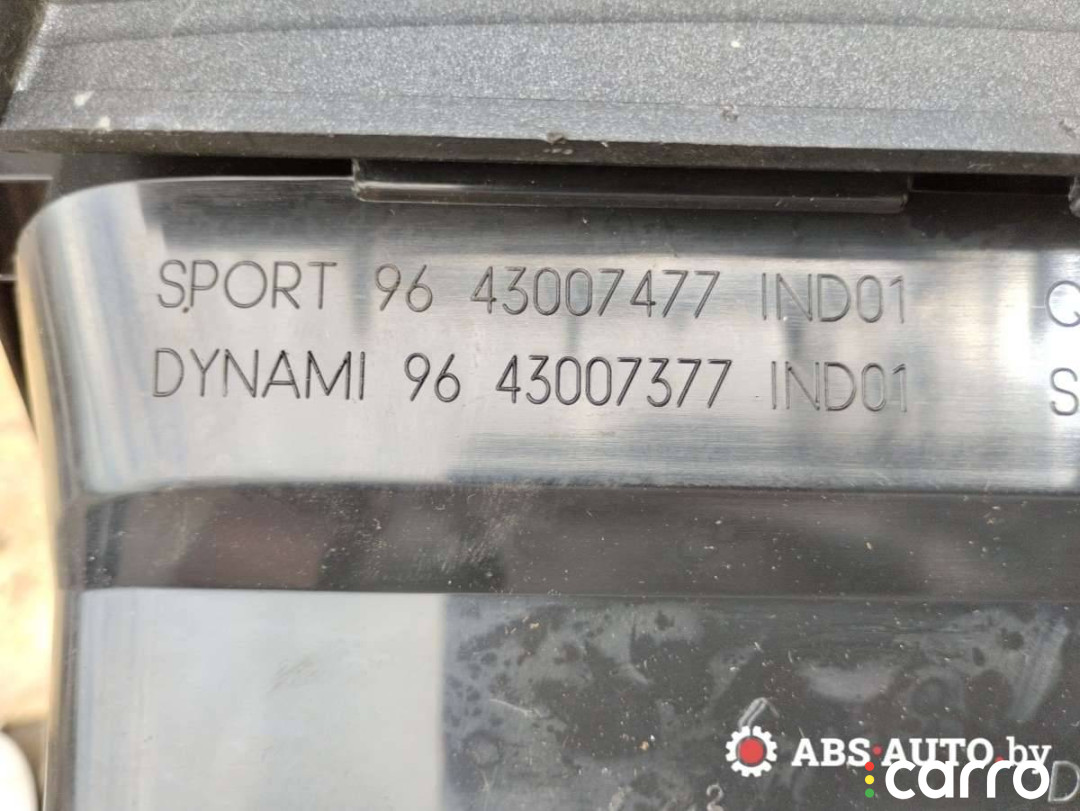 SPORT 96 43007477 IND01
DYNAMI 96 43007377 IND01 S
ABS-AUTO.by
carro